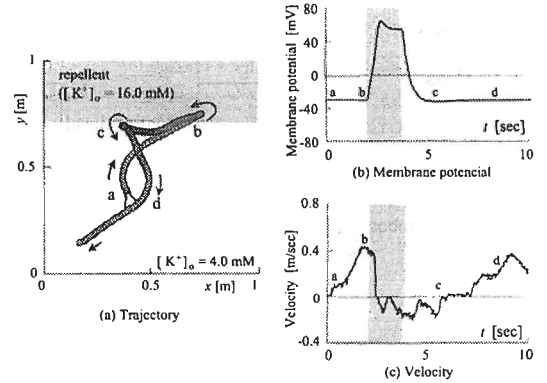 1
y [m]
0.5
0
0
0.5
x [m]
1
repellent
([ K⁺]ₒ = 16.0 mM)
c
b
a
d
[ K⁺]ₒ = 4.0 mM
(a) Trajectory
Membrane potential [mV]
80
40
0
-40
-80
a
b
c
d
0
5
10
t [sec]
(b) Membrane potencial
Velocity [m/sec]
0.4
0
-0.4
a
b
c
d
0
5
10
t [sec]
(c) Velocity